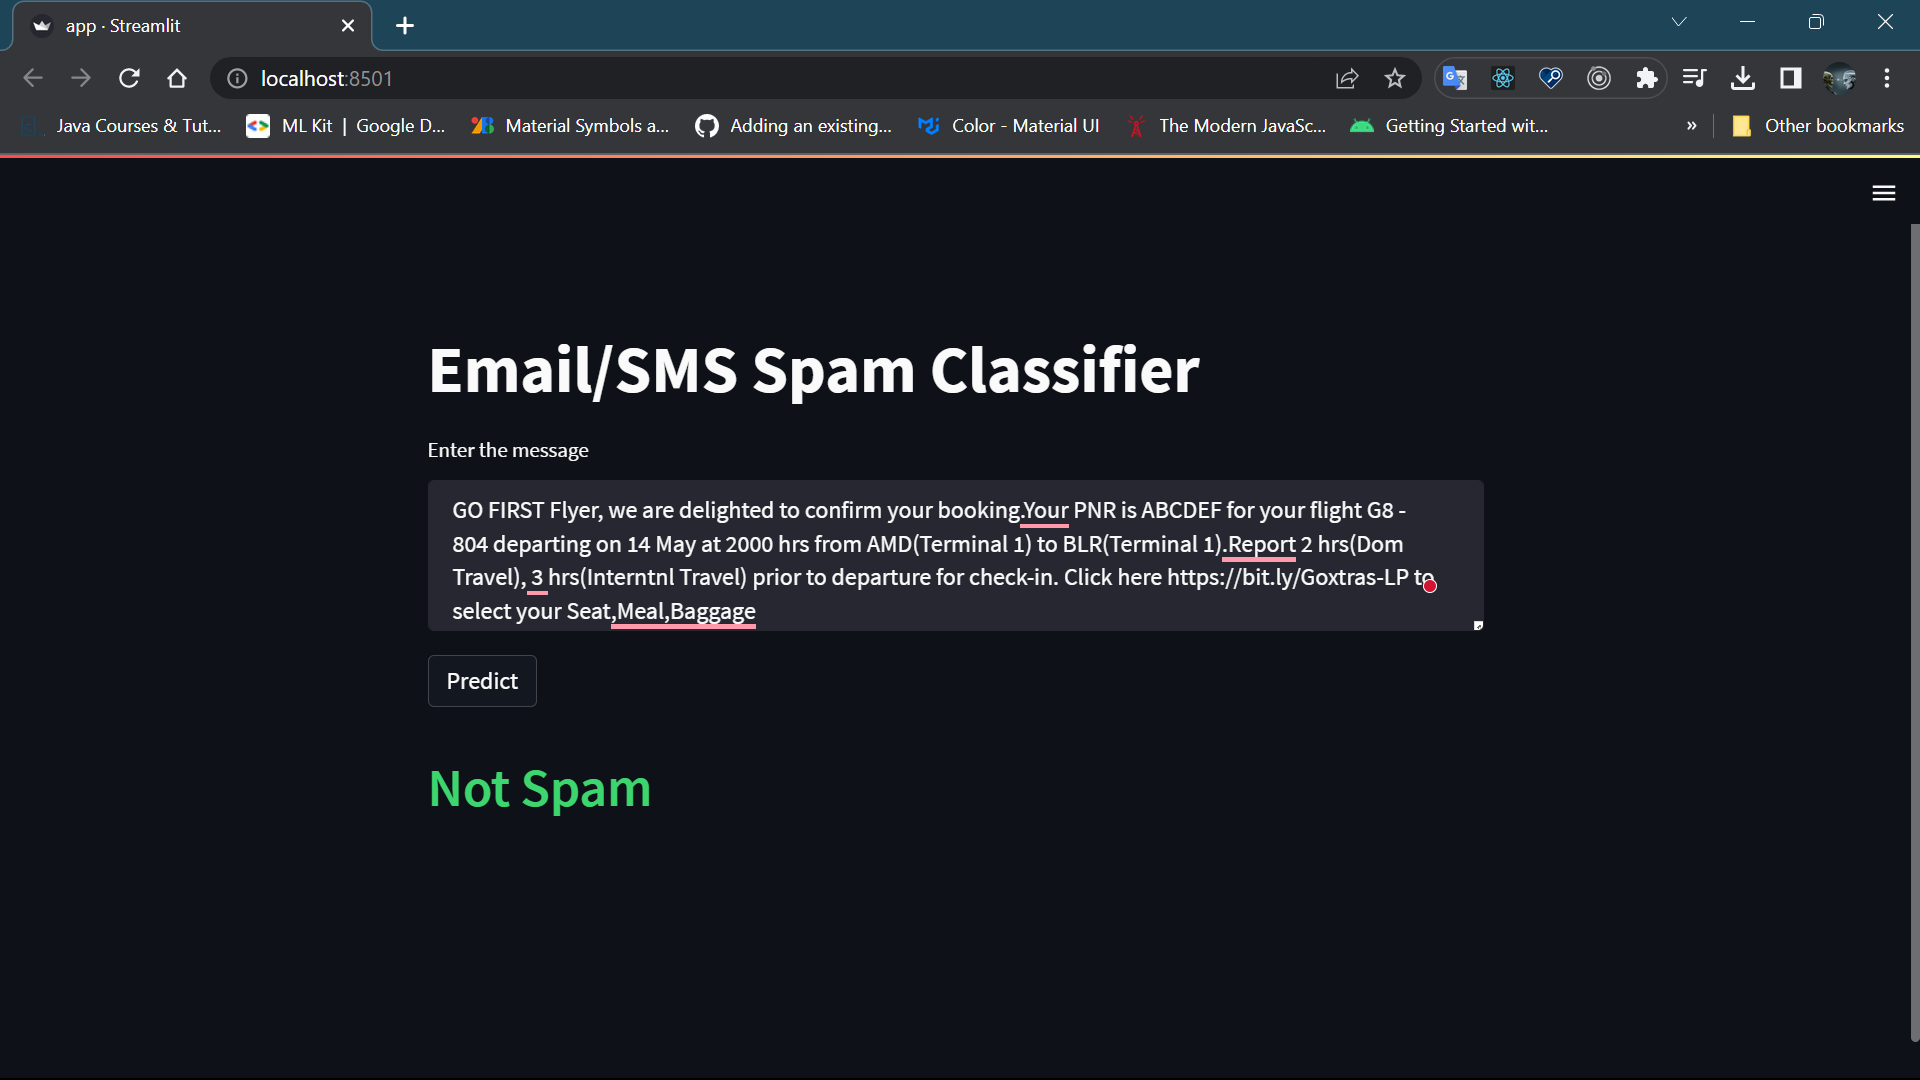 app · Streamlit
localhost:8501
Java Courses & Tut...
ML Kit | Google D...
Material Symbols a...
Adding an existing...
Color - Material UI
The Modern JavaSc...
Getting Started wit...
»
Other bookmarks
Email/SMS Spam Classifier
Enter the message
GO FIRST Flyer, we are delighted to confirm your booking.Your PNR is ABCDEF for your flight G8 -
804 departing on 14 May at 2000 hrs from AMD(Terminal 1) to BLR(Terminal 1).Report 2 hrs(Dom
Travel), 3 hrs(Interntnl Travel) prior to departure for check-in. Click here https://bit.ly/Goxtras-LP to
select your Seat,Meal,Baggage
Predict
Not Spam